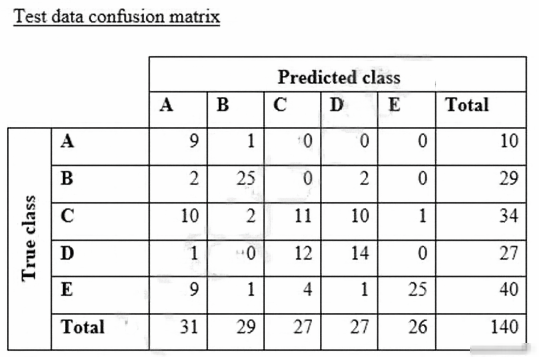 Test data confusion matrix
Predicted class
A B C D E Total
True class
A 9 1 0 0 0 10
B 2 25 0 2 0 29
C 10 2 11 10 1 34
D 1 0 12 14 0 27
E 9 1 4 1 25 40
Total 31 29 27 27 26 140